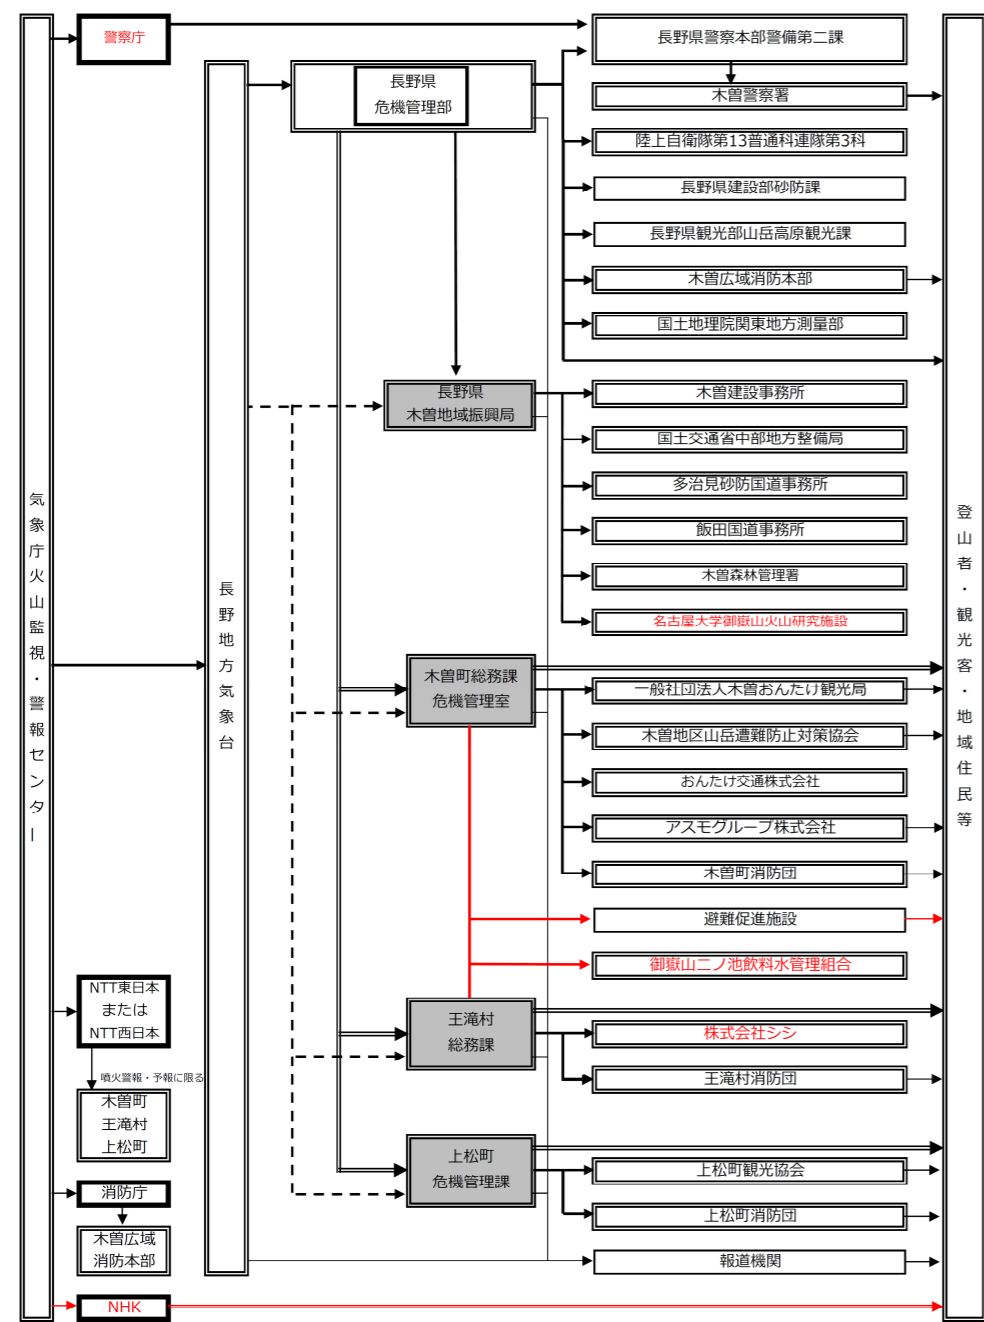 気象庁火山監視・警報センター
警察庁
NTT東日本
または
NTT西日本
噴火警報・予報に限る
木曽町
王滝村
上松町
消防庁
木曽広域
消防本部
NHK
長野地方気象台
長野県
危機管理部
長野県
木曽地域振興局
木曽町総務課
危機管理室
王滝村
総務課
上松町
危機管理課
長野県警察本部警備第二課
木曽警察署
陸上自衛隊第13普通科連隊第3科
長野県建設部砂防課
長野県観光部山岳高原観光課
木曽広域消防本部
国土地理院関東地方測量部
木曽建設事務所
国土交通省中部地方整備局
多治見砂防国道事務所
飯田国道事務所
木曽森林管理署
名古屋大学御嶽山火山研究施設
一般社団法人木曽おんたけ観光局
木曽地区山岳遭難防止対策協会
おんたけ交通株式会社
アスモグループ株式会社
木曽町消防団
避難促進施設
御嶽山二ノ池飲料水管理組合
株式会社シシ
王滝村消防団
上松町観光協会
上松町消防団
報道機関
登山者・観光客・地域住民等